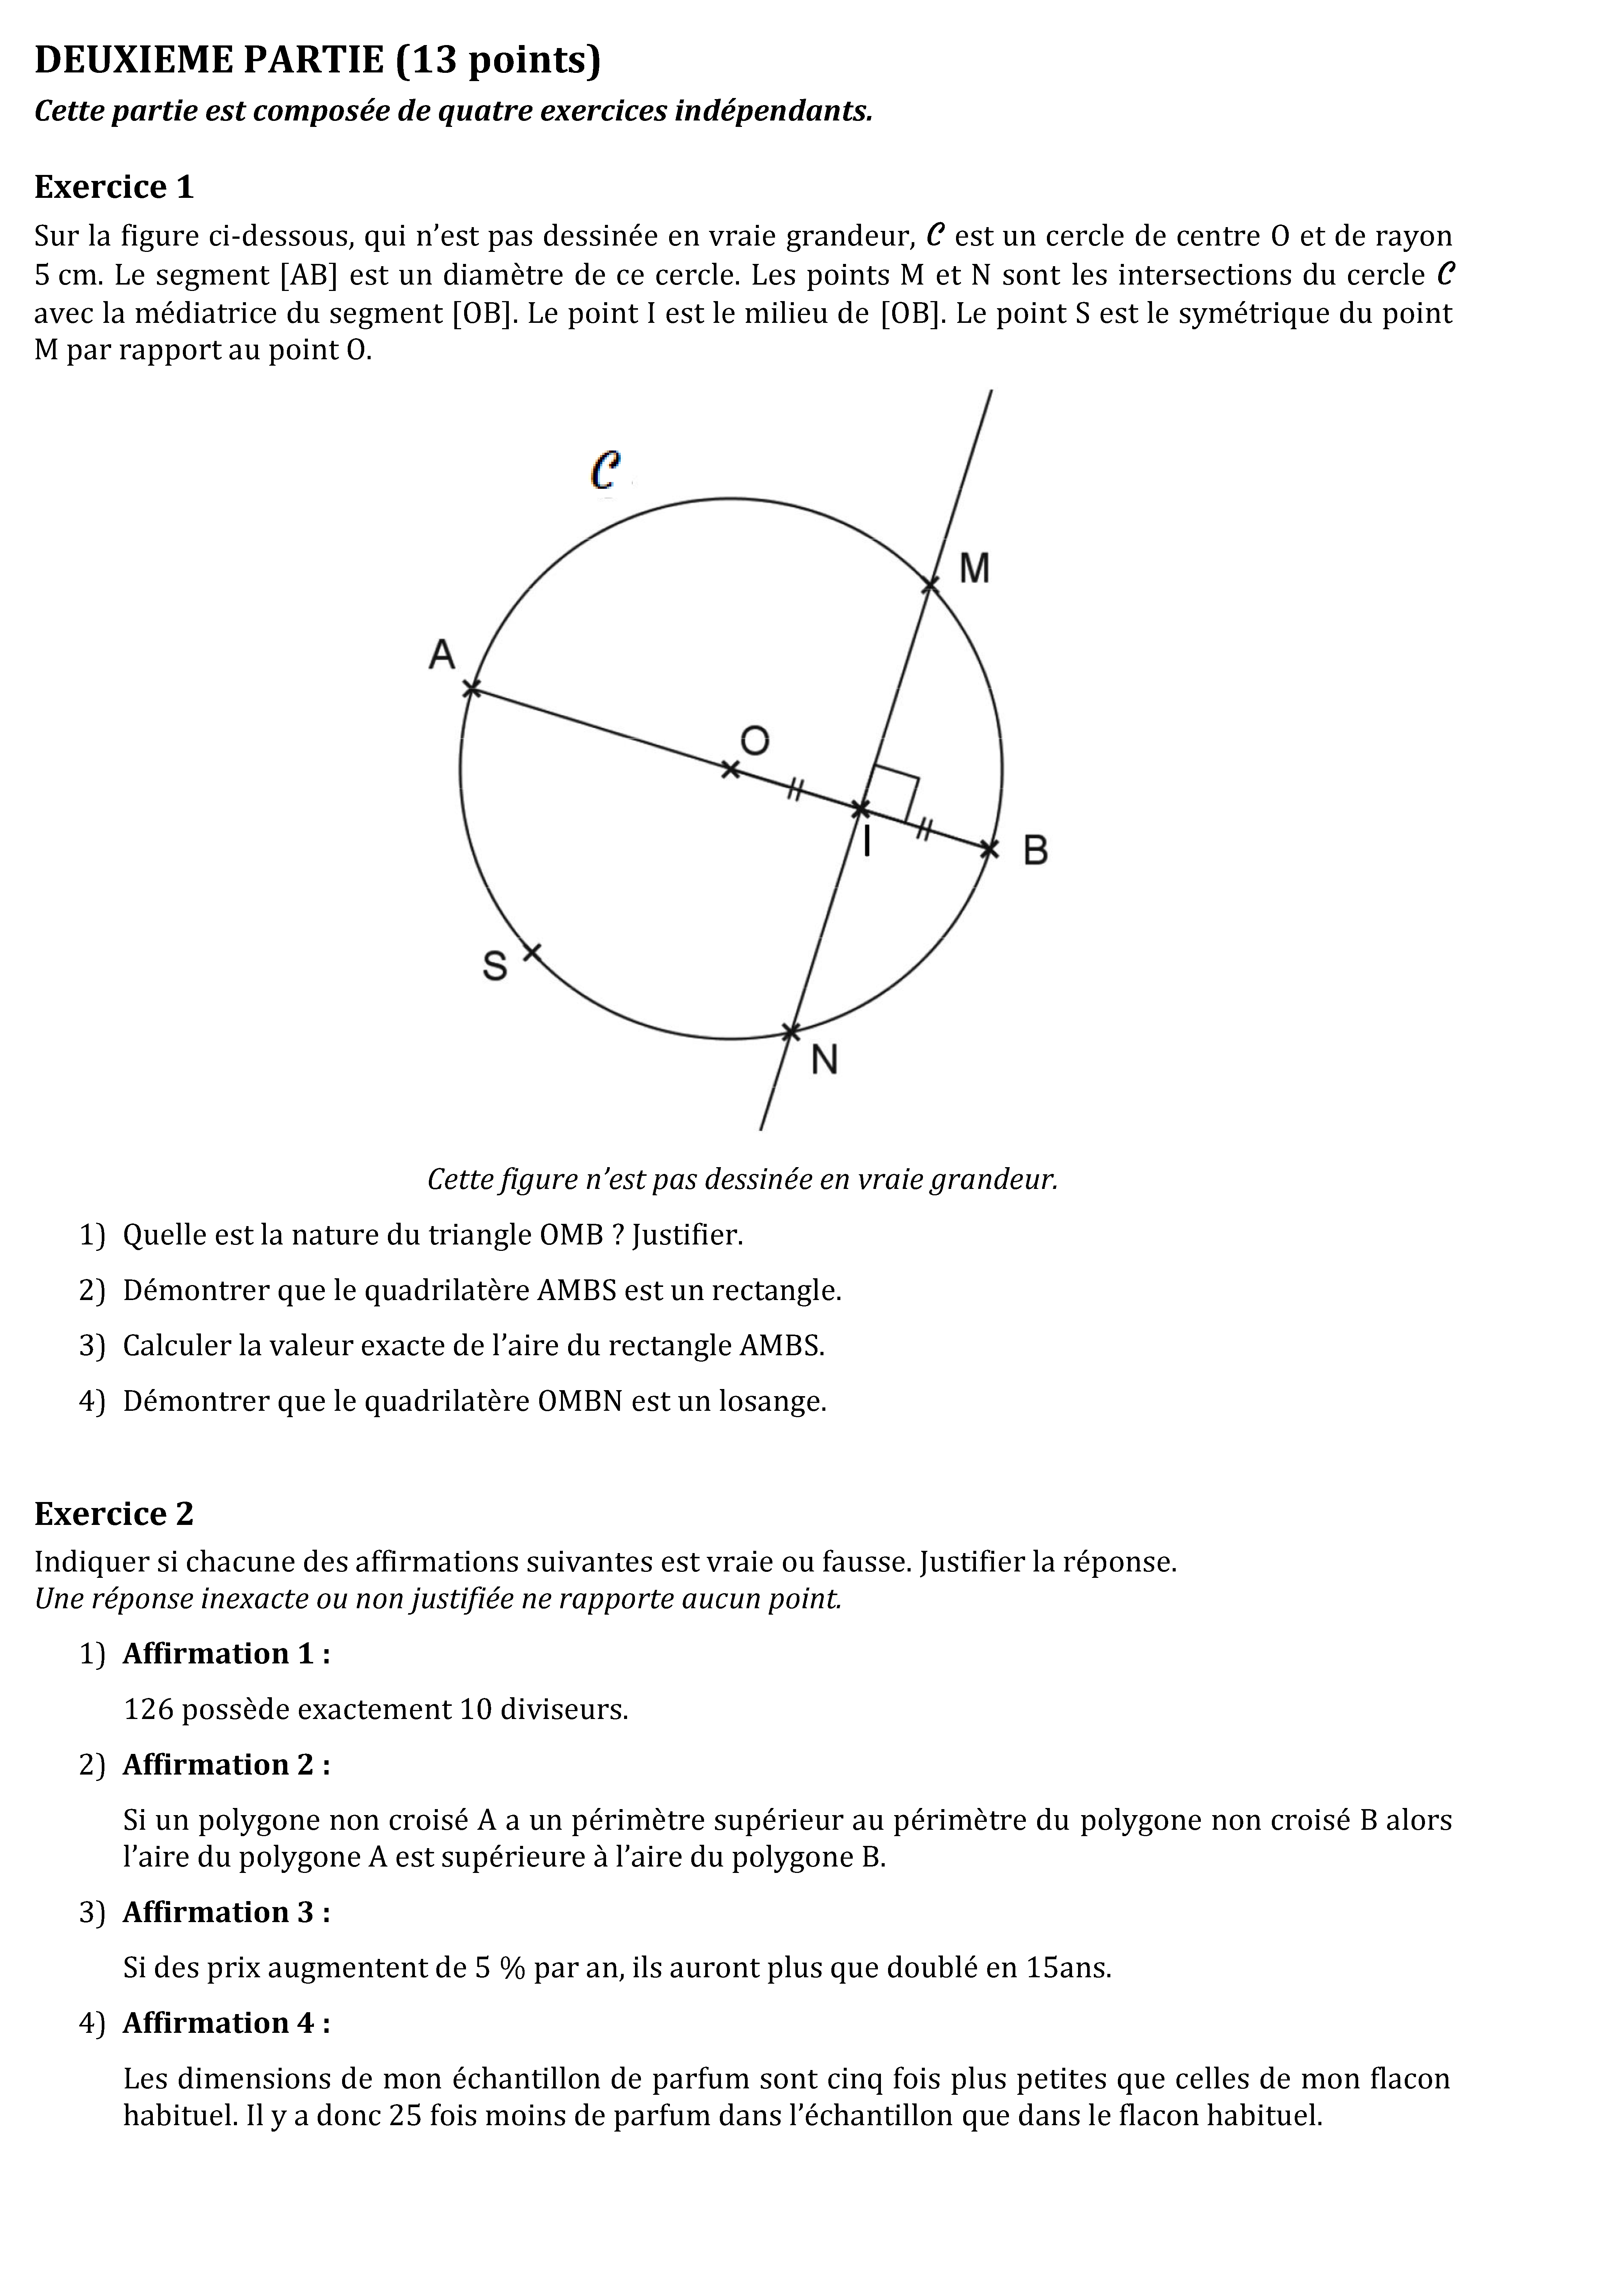 DEUXIEME PARTIE (13 points)
Cette partie est composée de quatre exercices indépendants.
Exercice 1
Sur la figure ci-dessous, qui n’est pas dessinée en vraie grandeur, 𝒞 est un cercle de centre O et de rayon
5 cm. Le segment [AB] est un diamètre de ce cercle. Les points M et N sont les intersections du cercle 𝒞
avec la médiatrice du segment [OB]. Le point I est le milieu de [OB]. Le point S est le symétrique du point
M par rapport au point O.
𝒞
M
A
O
I
B
S
N
Cette figure n’est pas dessinée en vraie grandeur.
1) Quelle est la nature du triangle OMB ? Justifier.
2) Démontrer que le quadrilatère AMBS est un rectangle.
3) Calculer la valeur exacte de l’aire du rectangle AMBS.
4) Démontrer que le quadrilatère OMBN est un losange.
Exercice 2
Indiquer si chacune des affirmations suivantes est vraie ou fausse. Justifier la réponse.
Une réponse inexacte ou non justifiée ne rapporte aucun point.
1) Affirmation 1 :
126 possède exactement 10 diviseurs.
2) Affirmation 2 :
Si un polygone non croisé A a un périmètre supérieur au périmètre du polygone non croisé B alors
l’aire du polygone A est supérieure à l’aire du polygone B.
3) Affirmation 3 :
Si des prix augmentent de 5 % par an, ils auront plus que doublé en 15ans.
4) Affirmation 4 :
Les dimensions de mon échantillon de parfum sont cinq fois plus petites que celles de mon flacon
habituel. Il y a donc 25 fois moins de parfum dans l’échantillon que dans le flacon habituel.